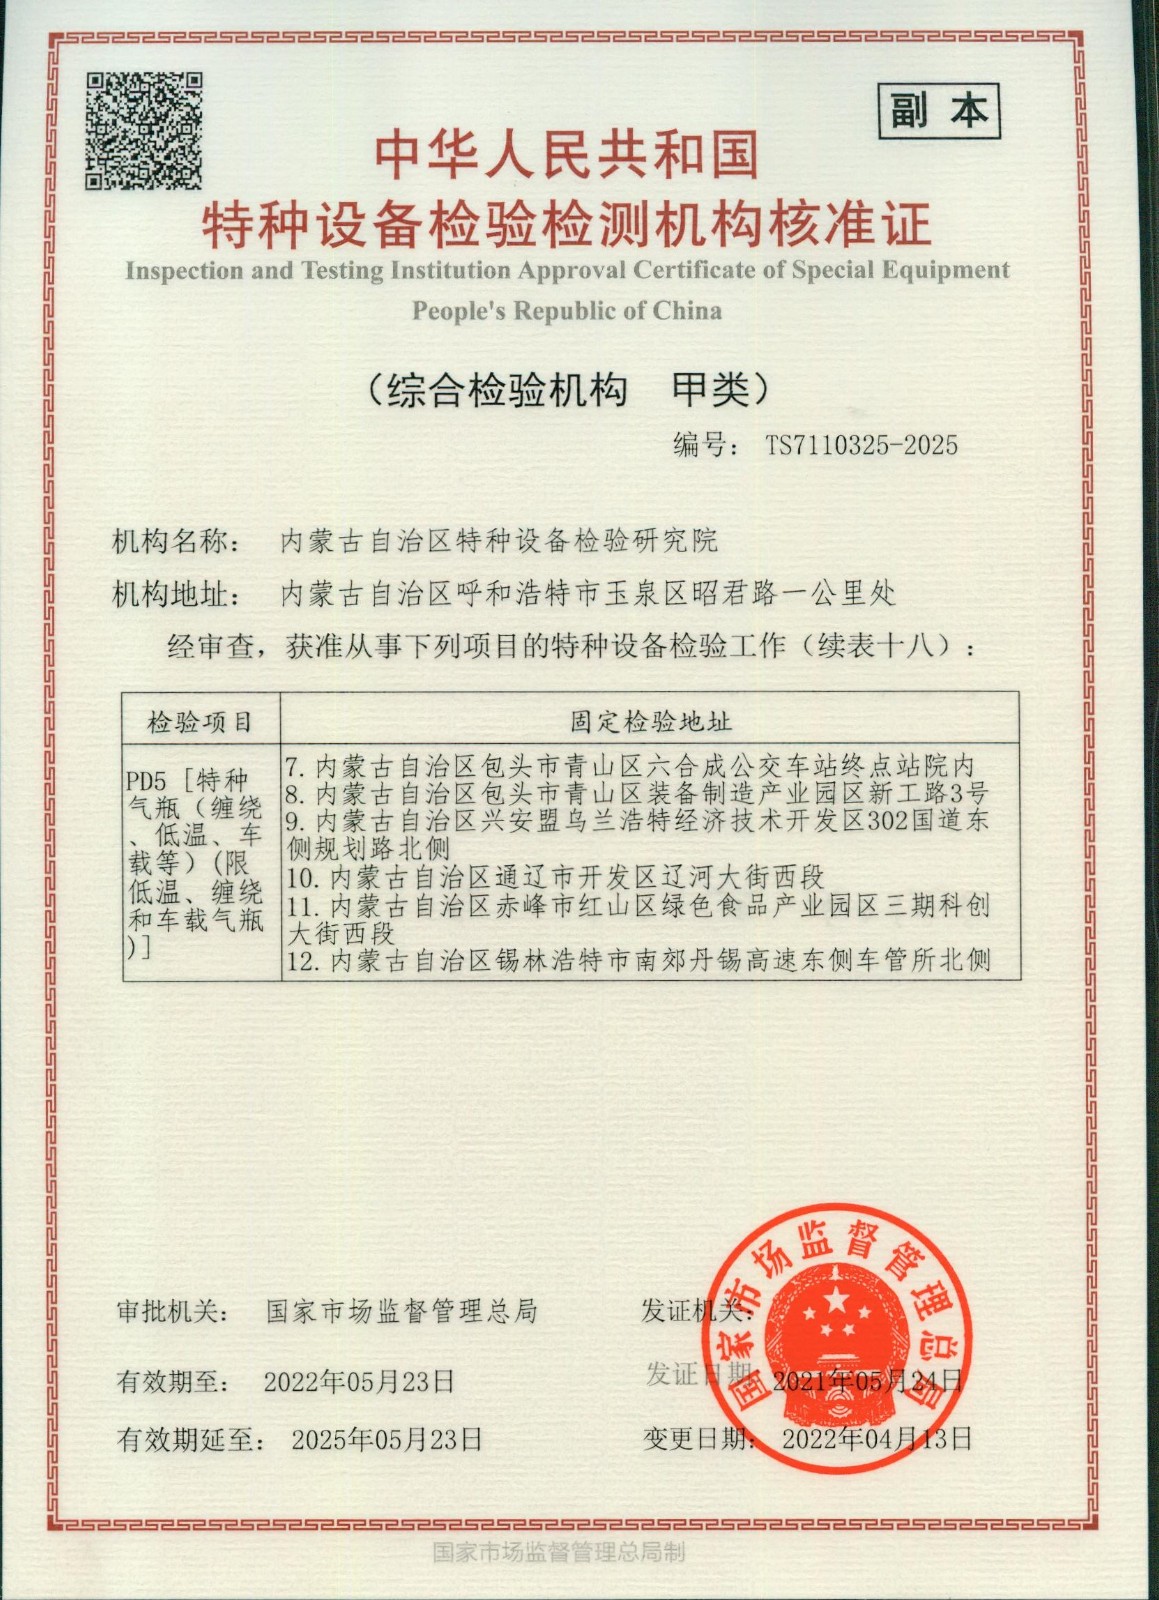 副 本
中华人民共和国
特种设备检验检测机构核准证
Inspection and Testing Institution Approval Certificate of Special Equipment
People's Republic of China
（综合检验机构 甲类）
编号： TS7110325-2025
机构名称： 内蒙古自治区特种设备检验研究院
机构地址： 内蒙古自治区呼和浩特市玉泉区昭君路一公里处
经审查，获准从事下列项目的特种设备检验工作（续表十八）：
检验项目 固定检验地址
PD5 [特种
气瓶（缠绕
、低温、车
载等）(限
低温、缠绕
和车载气瓶
)]
7. 内蒙古自治区包头市青山区六合成公交车站终点站院内
8. 内蒙古自治区包头市青山区装备制造产业园区新工路3号
9. 内蒙古自治区兴安盟乌兰浩特经济技术开发区302国道东
侧规划路北侧
10. 内蒙古自治区通辽市开发区辽河大街西段
11. 内蒙古自治区赤峰市红山区绿色食品产业园区三期科创
大街西段
12. 内蒙古自治区锡林浩特市南郊丹锡高速东侧车管所北侧
国家市场监督管理总局
审批机关： 国家市场监督管理总局 发证机关：
有效期至： 2022年05月23日 发证日期 2021年05月24日
有效期延至： 2025年05月23日 变更日期： 2022年04月13日
国家市场监督管理总局制